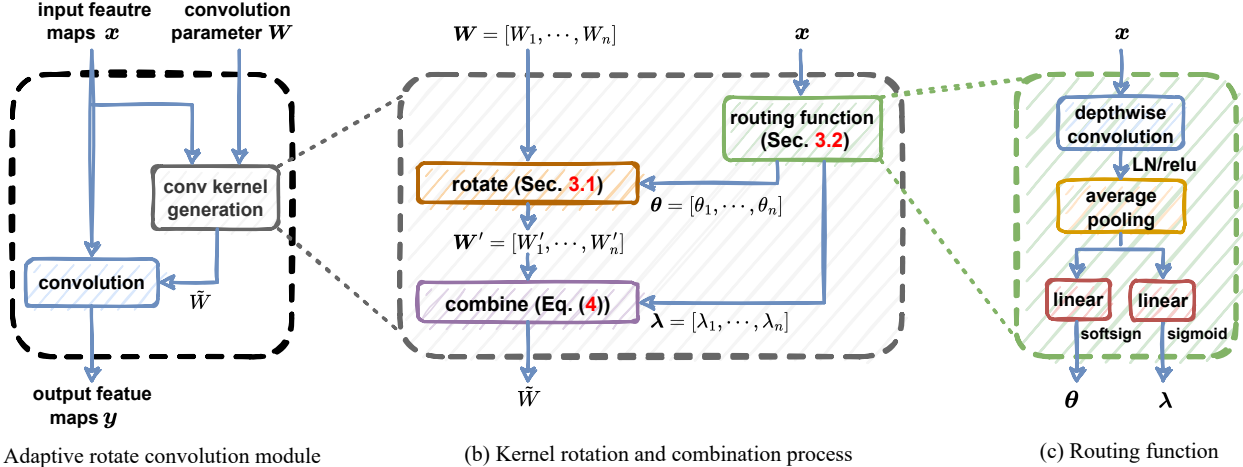 input feautre
maps x
convolution
parameter W
conv kernel
generation
convolution
W̃
output featue
maps y
Adaptive rotate convolution module
W = [W₁, ⋯, Wₙ]
x
routing function
(Sec. 3.2)
rotate (Sec. 3.1)
θ = [θ₁, ⋯, θₙ]
W′ = [W′₁, ⋯, W′ₙ]
combine (Eq. (4))
λ = [λ₁, ⋯, λₙ]
W̃
(b) Kernel rotation and combination process
x
depthwise
convolution
LN/relu
average
pooling
linear
linear
softsign
sigmoid
θ
λ
(c) Routing function